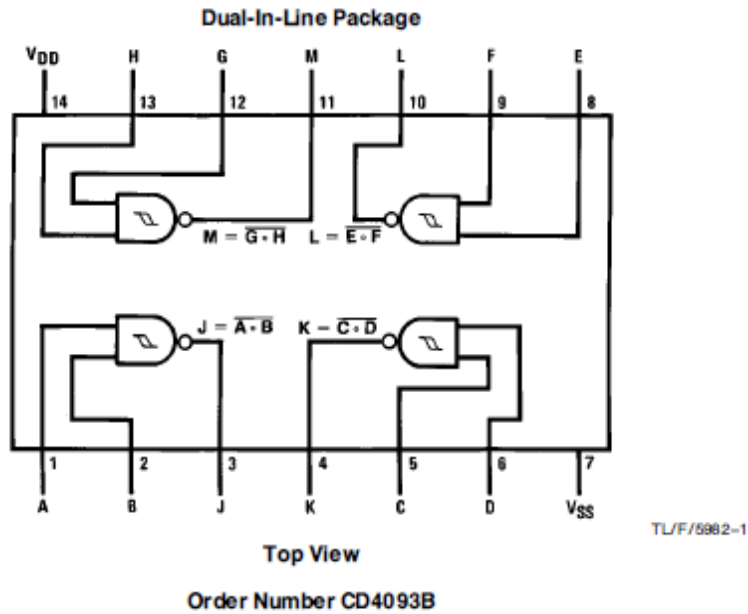 Dual-In-Line Package
VDD H G M L F E
14 13 12 11 10 9 8
M = G • H L = E • F
J = A • B K – C • D
1 2 3 4 5 6 7
A B J K C D VSS
TL/F/5982–1
Top View
Order Number CD4093B